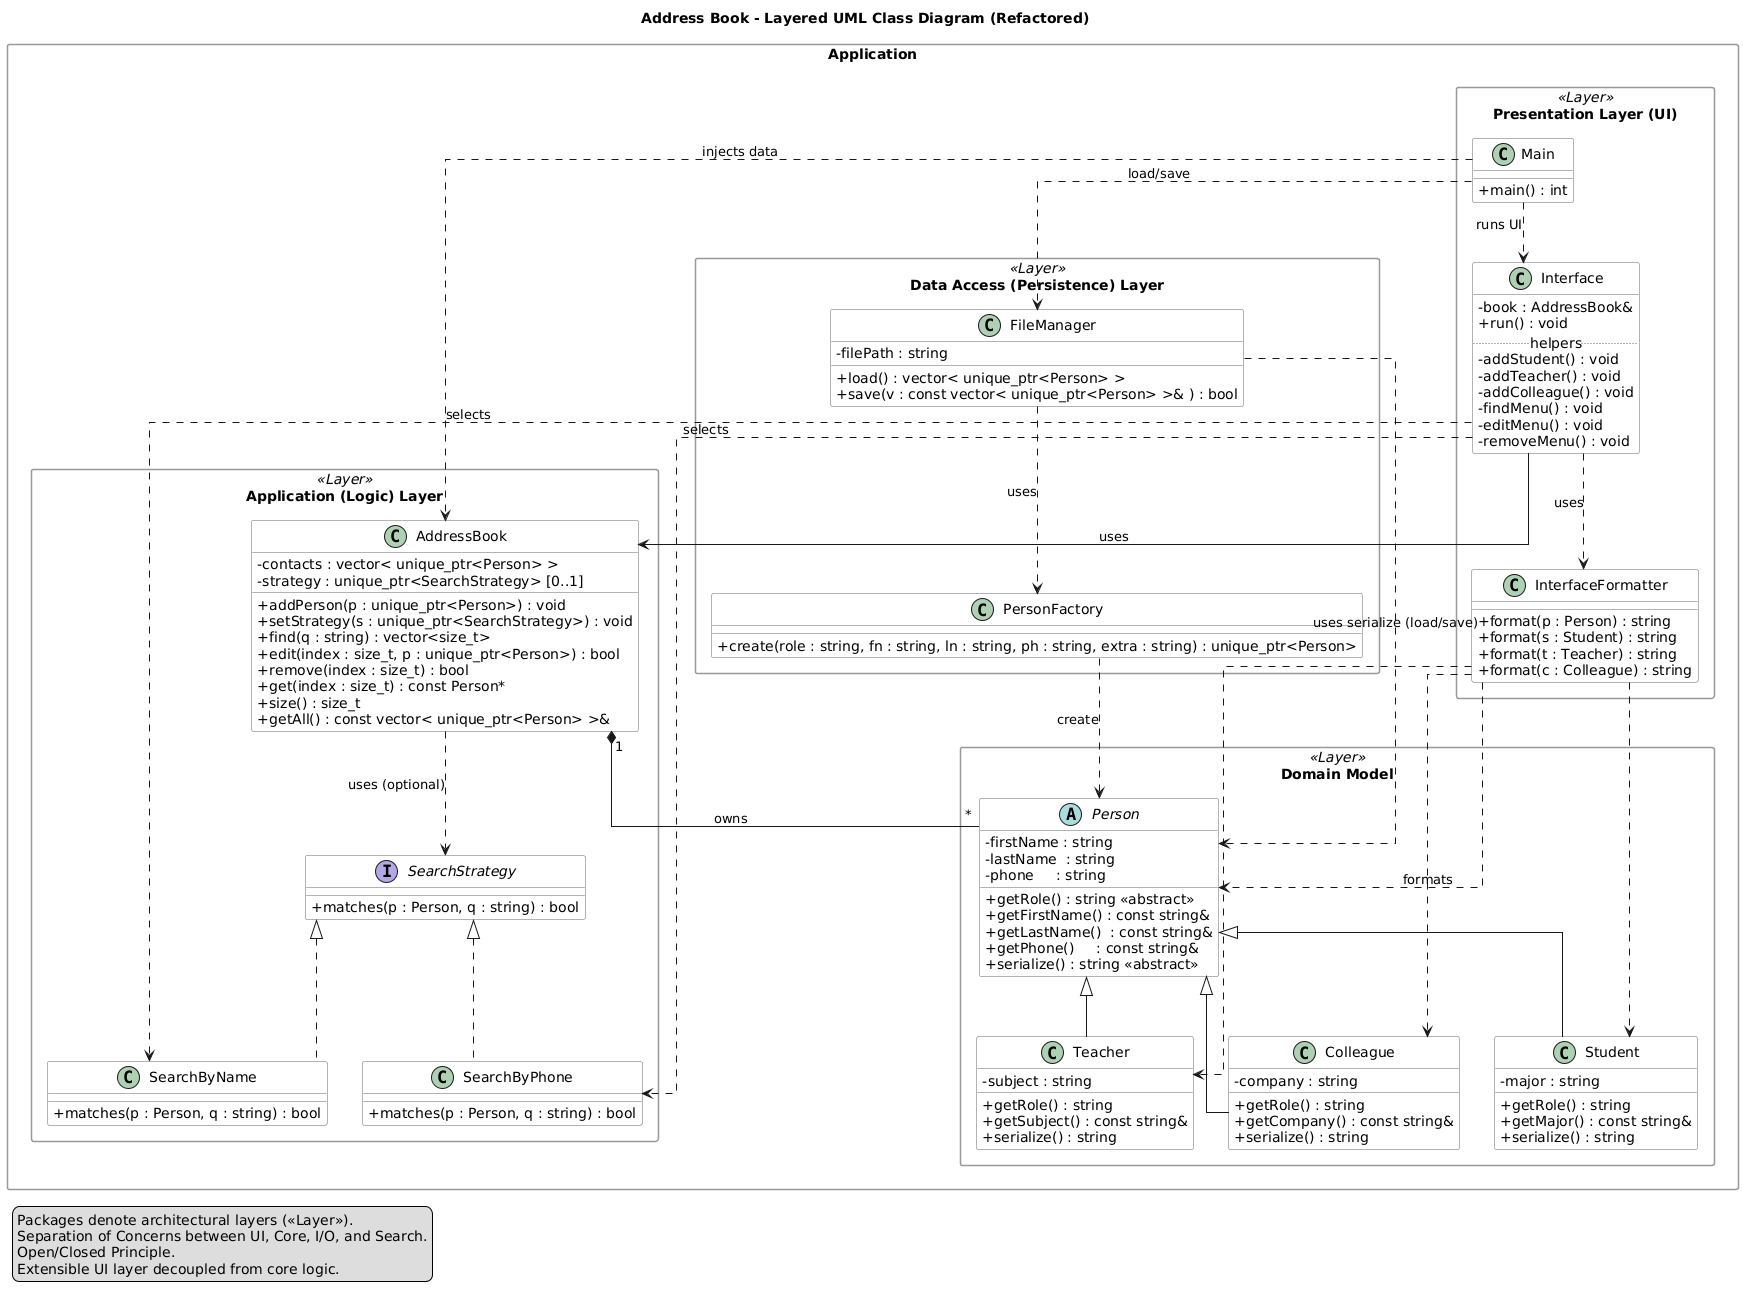 Address Book - Layered UML Class Diagram (Refactored)
Application
«Layer»
Presentation Layer (UI)
C Main
+main() : int
injects data
load/save
runs UI
C Interface
-book : AddressBook&
+run() : void
helpers
-addStudent() : void
-addTeacher() : void
-addColleague() : void
-findMenu() : void
-editMenu() : void
-removeMenu() : void
«Layer»
Data Access (Persistence) Layer
C FileManager
-filePath : string
+load() : vector< unique_ptr<Person> >
+save(v : const vector< unique_ptr<Person> >& ) : bool
selects
selects
uses
uses
uses
«Layer»
Application (Logic) Layer
C AddressBook
-contacts : vector< unique_ptr<Person> >
-strategy : unique_ptr<SearchStrategy> [0..1]
+addPerson(p : unique_ptr<Person>) : void
+setStrategy(s : unique_ptr<SearchStrategy>) : void
+find(q : string) : vector<size_t>
+edit(index : size_t, p : unique_ptr<Person>) : bool
+remove(index : size_t) : bool
+get(index : size_t) : const Person*
+size() : size_t
+getAll() : const vector< unique_ptr<Person> >&
C PersonFactory
+create(role : string, fn : string, ln : string, ph : string, extra : string) : unique_ptr<Person>
uses serialize (load/save)
C InterfaceFormatter
+format(p : Person) : string
+format(s : Student) : string
+format(t : Teacher) : string
+format(c : Colleague) : string
1
uses (optional)
create
owns
*
«Layer»
Domain Model
A Person
-firstName : string
-lastName  : string
-phone     : string
+getRole() : string «abstract»
+getFirstName() : const string&
+getLastName()  : const string&
+getPhone()     : const string&
+serialize() : string «abstract»
formats
I SearchStrategy
+matches(p : Person, q : string) : bool
C SearchByName
+matches(p : Person, q : string) : bool
C SearchByPhone
+matches(p : Person, q : string) : bool
C Teacher
-subject : string
+getRole() : string
+getSubject() : const string&
+serialize() : string
C Colleague
-company : string
+getRole() : string
+getCompany() : const string&
+serialize() : string
C Student
-major : string
+getRole() : string
+getMajor() : const string&
+serialize() : string
Packages denote architectural layers («Layer»).
Separation of Concerns between UI, Core, I/O, and Search.
Open/Closed Principle.
Extensible UI layer decoupled from core logic.